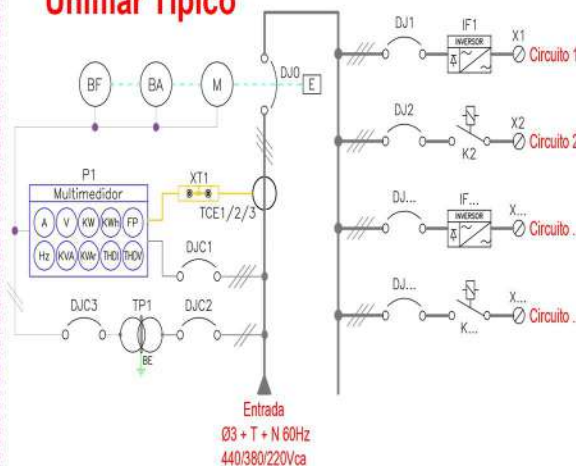 Unifilar Típico
BF BA M DJ0 E
DJ1 IF1 X1
INVERSOR
Circuito 1
DJ2 K2 X2
Circuito 2
P1
Multimedidor
A V KW KWh FP
Hz KVA KVAr THDI THDV
XT1
TCE1/2/3
DJC1
DJ... IF... X...
INVERSOR
Circuito ..
DJC3 TP1 DJC2
BE
DJ... K... X...
Circuito ..
Entrada
Ø3 + T + N 60Hz
440/380/220Vca